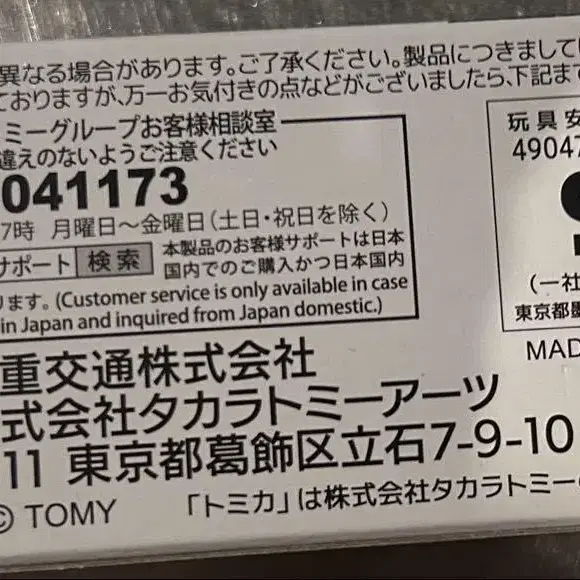 異なる場合があります。ご了承ください。製品につきましては
ておりますが、万一お気付きの点などがございましたら、下記まで
ミーグループお客様相談室
違えのないようご注意ください
041173
7時 月曜日〜金曜日(土日・祝日を除く)
サポート 検索
本製品のお客様サポートは日本
国内でのご購入かつ日本国内
ります。(Customer service is only available in case
in Japan and inquired from Japan domestic.)
玩具安
49047
(一社
東京都墨
MAD
重交通株式会社
式会社タカラトミーアーツ
11 東京都葛飾区立石7-9-10
© TOMY 「トミカ」は株式会社タカラトミーの